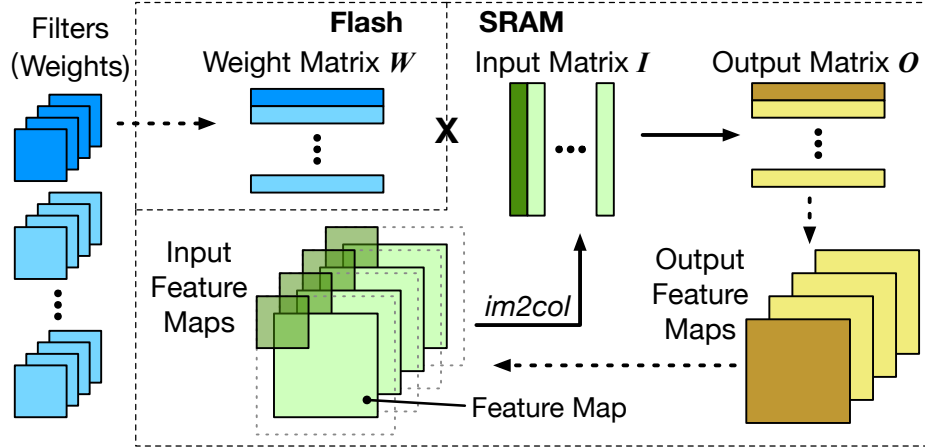 Filters
(Weights)
Flash
SRAM
Weight Matrix W
X
Input Matrix I
Output Matrix O
Input
Feature
Maps
im2col
Output
Feature
Maps
Feature Map